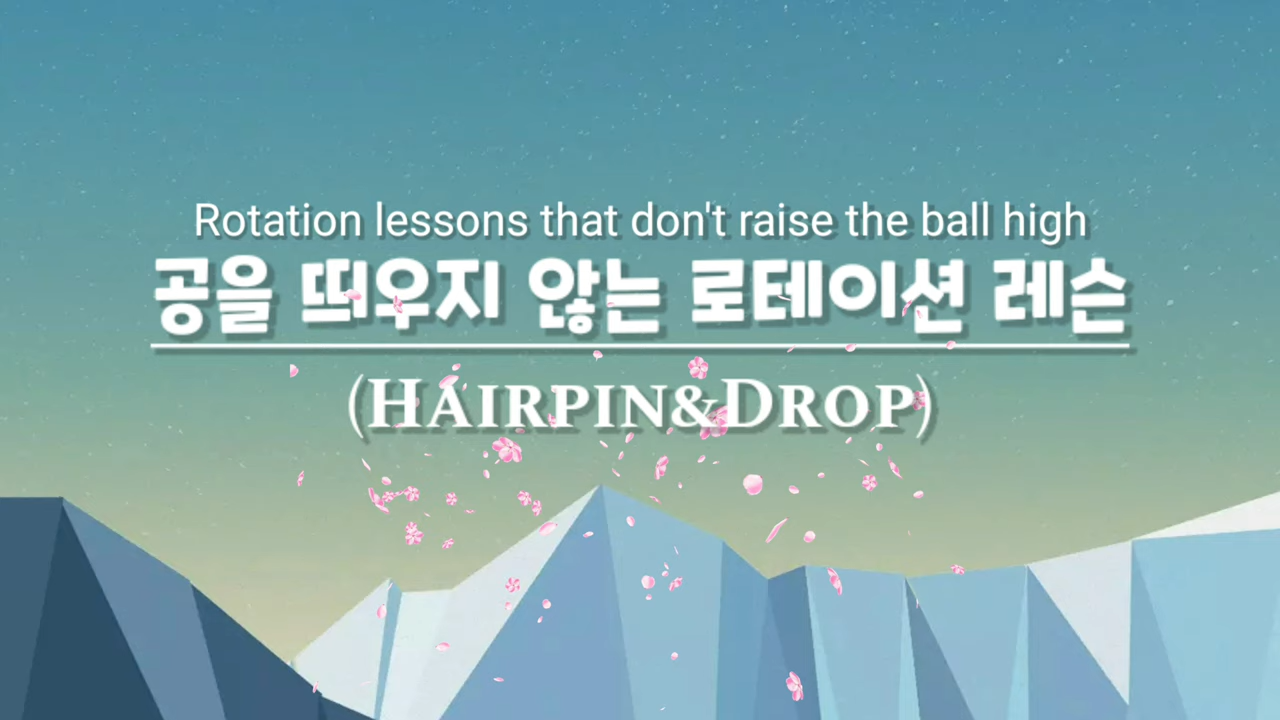 Rotation lessons that don't raise the ball high
공을 띄우지 않는 로테이션 레슨
(HAIRPIN&DROP)